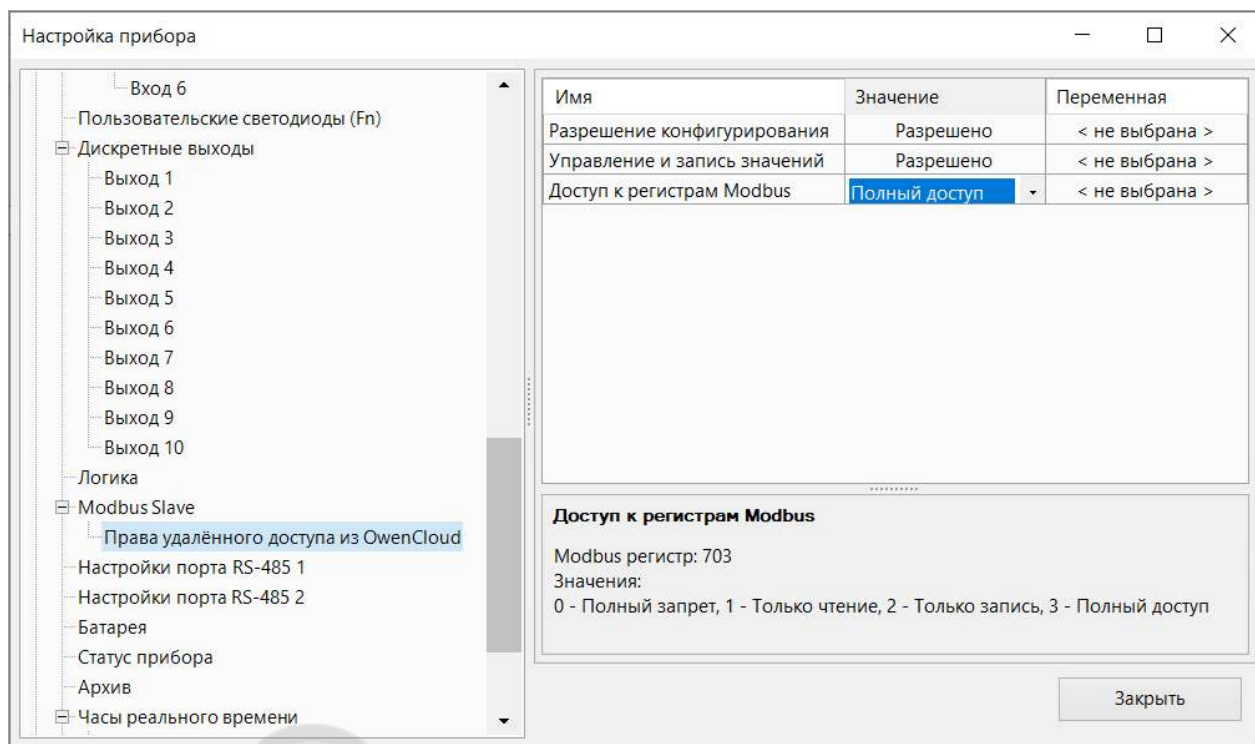 Настройка прибора
Вход 6
Пользовательские светодиоды (Fn)
Дискретные выходы
Выход 1
Выход 2
Выход 3
Выход 4
Выход 5
Выход 6
Выход 7
Выход 8
Выход 9
Выход 10
Логика
Modbus Slave
Права удалённого доступа из OwenCloud
Настройки порта RS-485 1
Настройки порта RS-485 2
Батарея
Статус прибора
Архив
Часы реального времени
Имя Значение Переменная
Разрешение конфигурирования Разрешено < не выбрана >
Управление и запись значений Разрешено < не выбрана >
Доступ к регистрам Modbus Полный доступ < не выбрана >
Доступ к регистрам Modbus
Modbus регистр: 703
Значения:
0 - Полный запрет, 1 - Только чтение, 2 - Только запись, 3 - Полный доступ
Закрыть